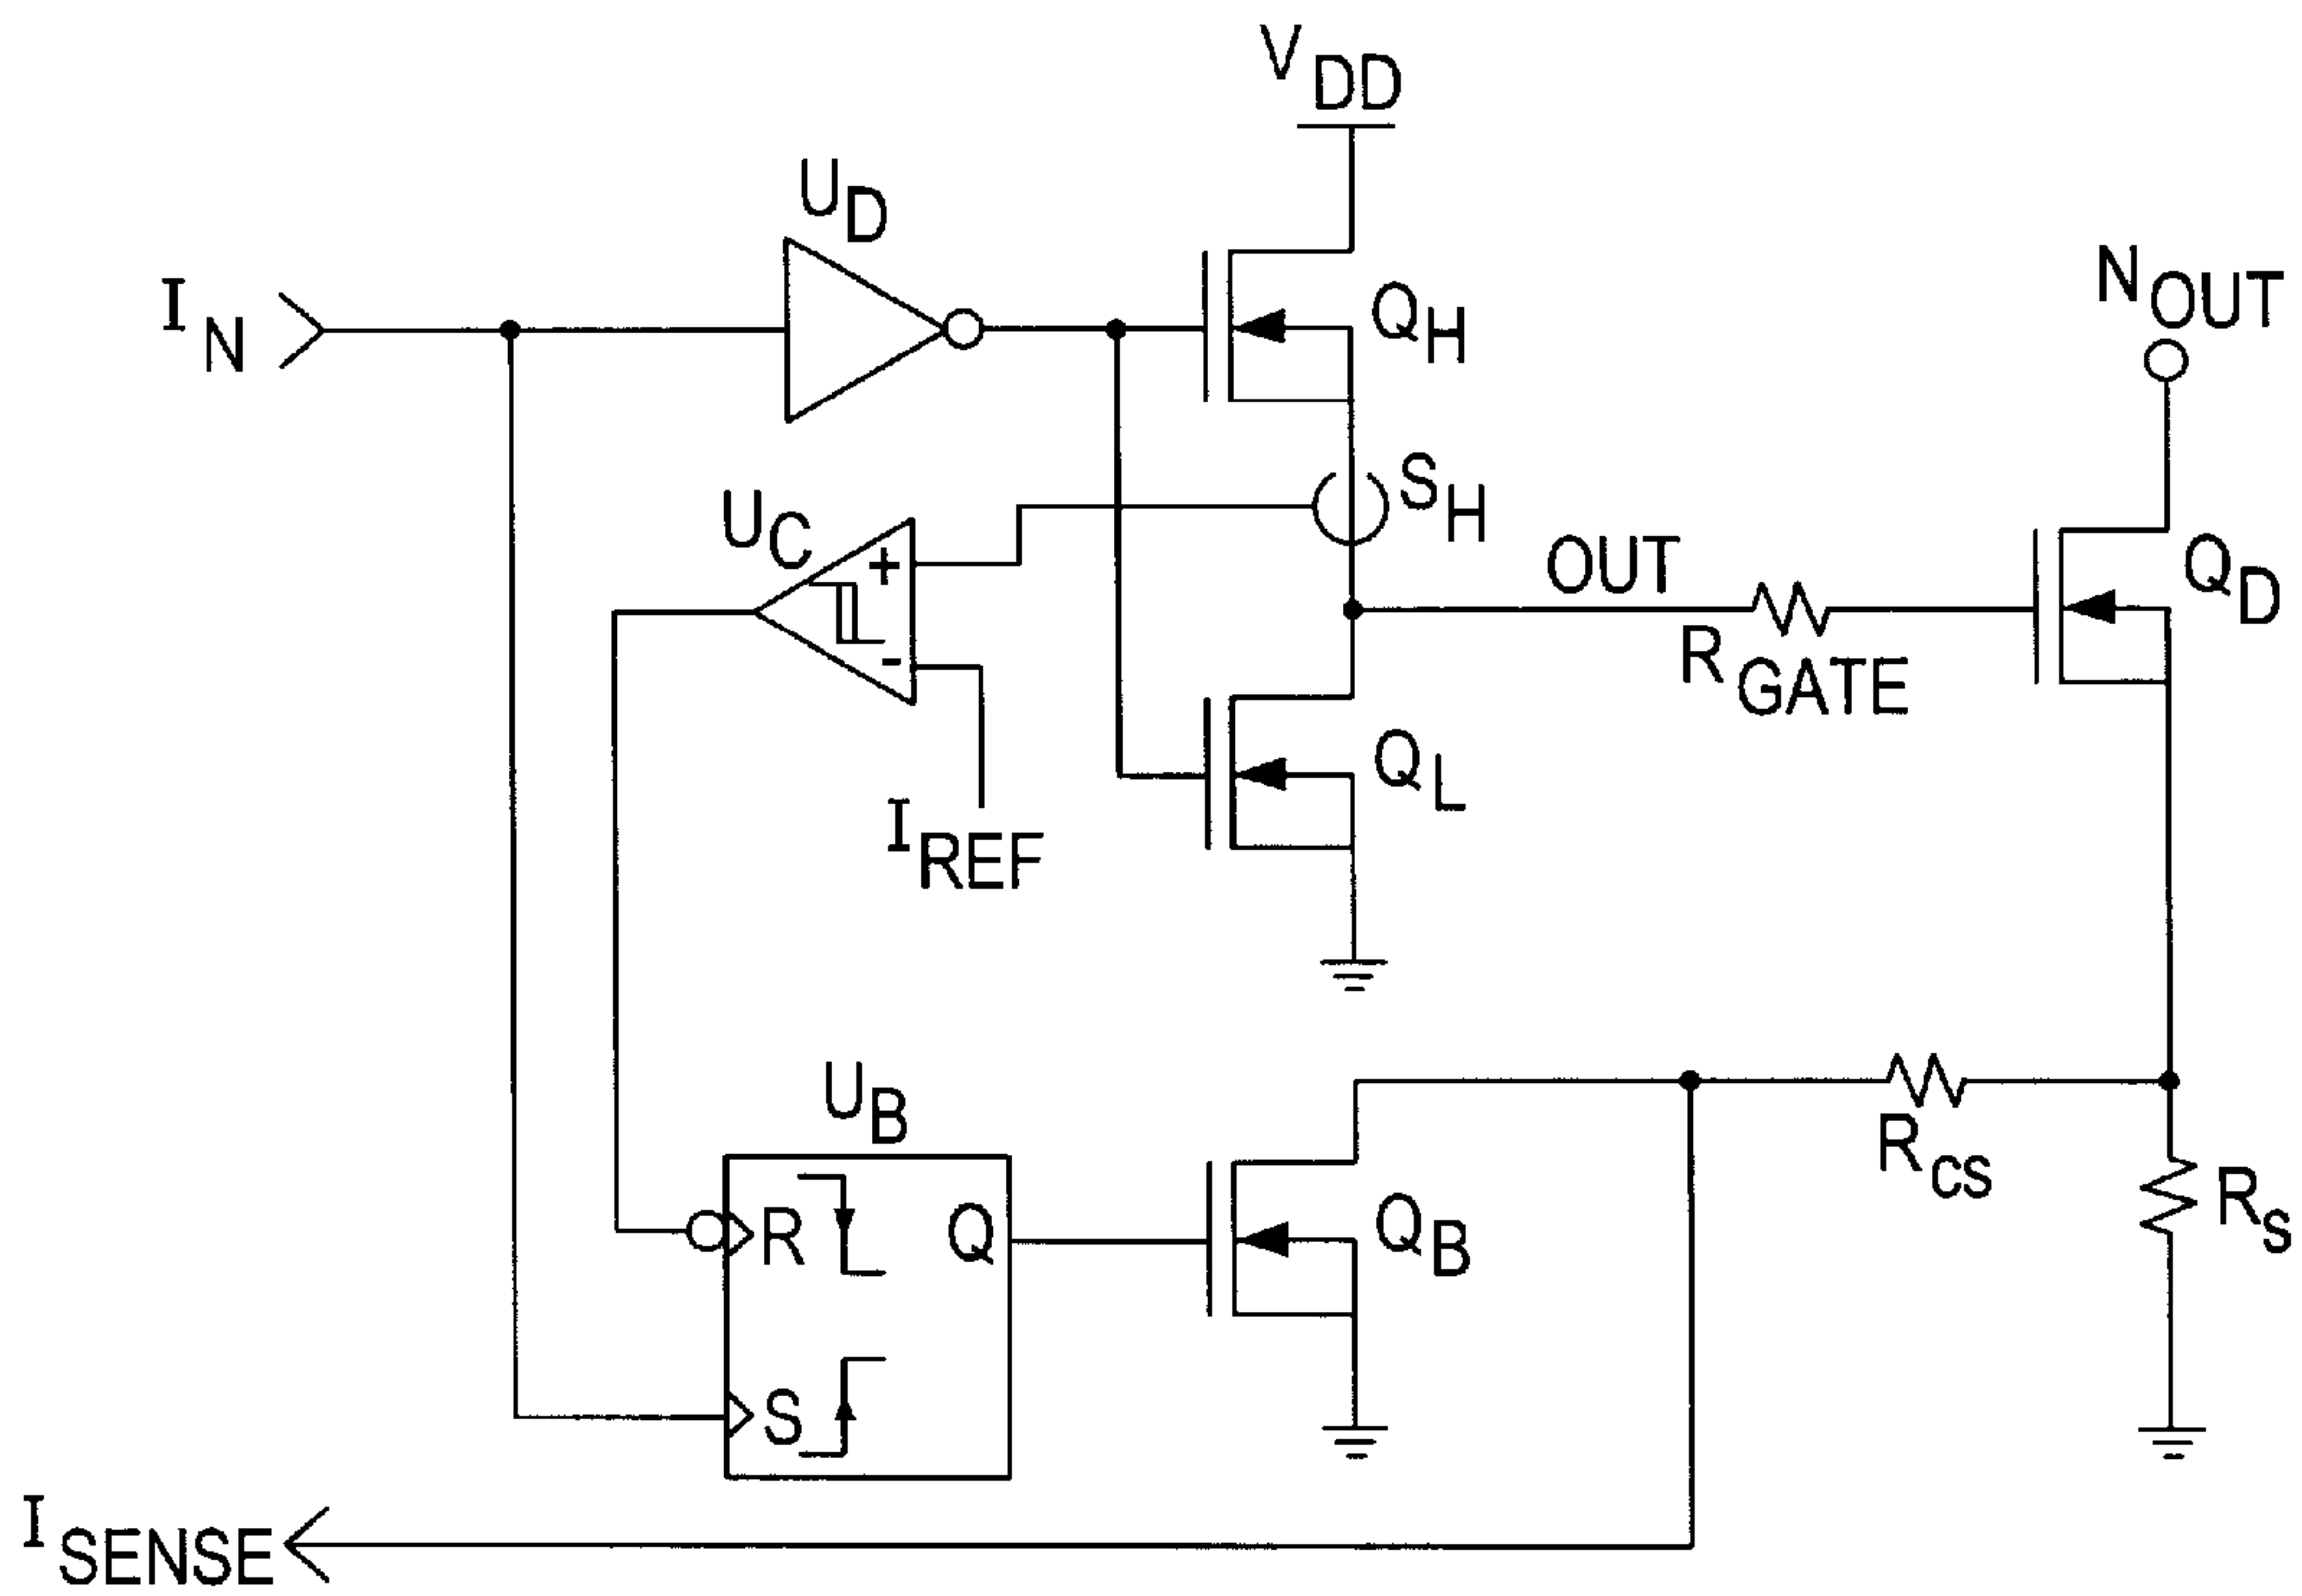 VDD
UD
IN
QH
NOUT
SH
UC
+
-
OUT
QD
RGATE
QL
IREF
UB
RCS
R
Q
QB
RS
S
ISENSE